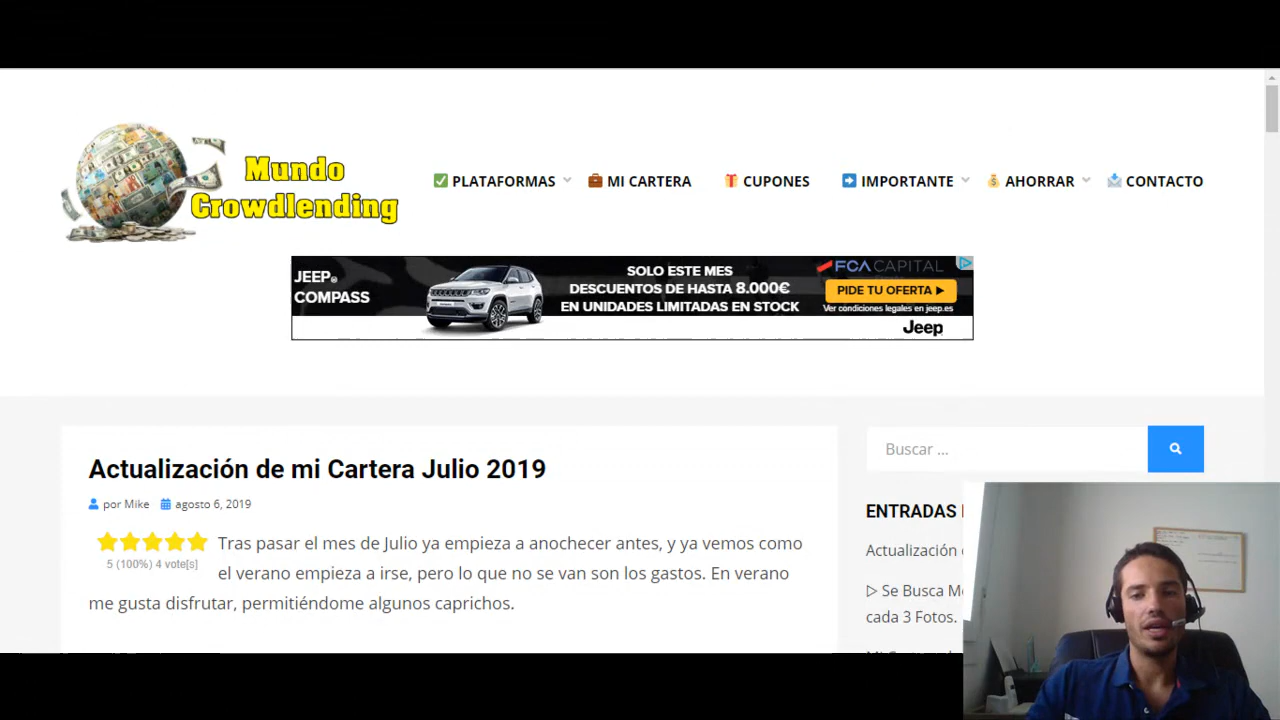 Mundo
Crowdlending
PLATAFORMAS
MI CARTERA
CUPONES
IMPORTANTE
AHORRAR
CONTACTO
JEEP®
COMPASS
SOLO ESTE MES
DESCUENTOS DE HASTA 8.000€
EN UNIDADES LIMITADAS EN STOCK
FCA CAPITAL
PIDE TU OFERTA ▶
Ver condiciones legales en jeep.es
Jeep
Actualización de mi Cartera Julio 2019
por Mike agosto 6, 2019
5 (100%) 4 vote[s]
Tras pasar el mes de Julio ya empieza a anochecer antes, y ya vemos como
el verano empieza a irse, pero lo que no se van son los gastos. En verano
me gusta disfrutar, permitiéndome algunos caprichos.
Buscar ...
ENTRADAS
Actualización
▷ Se Busca
cada 3 Fotos.